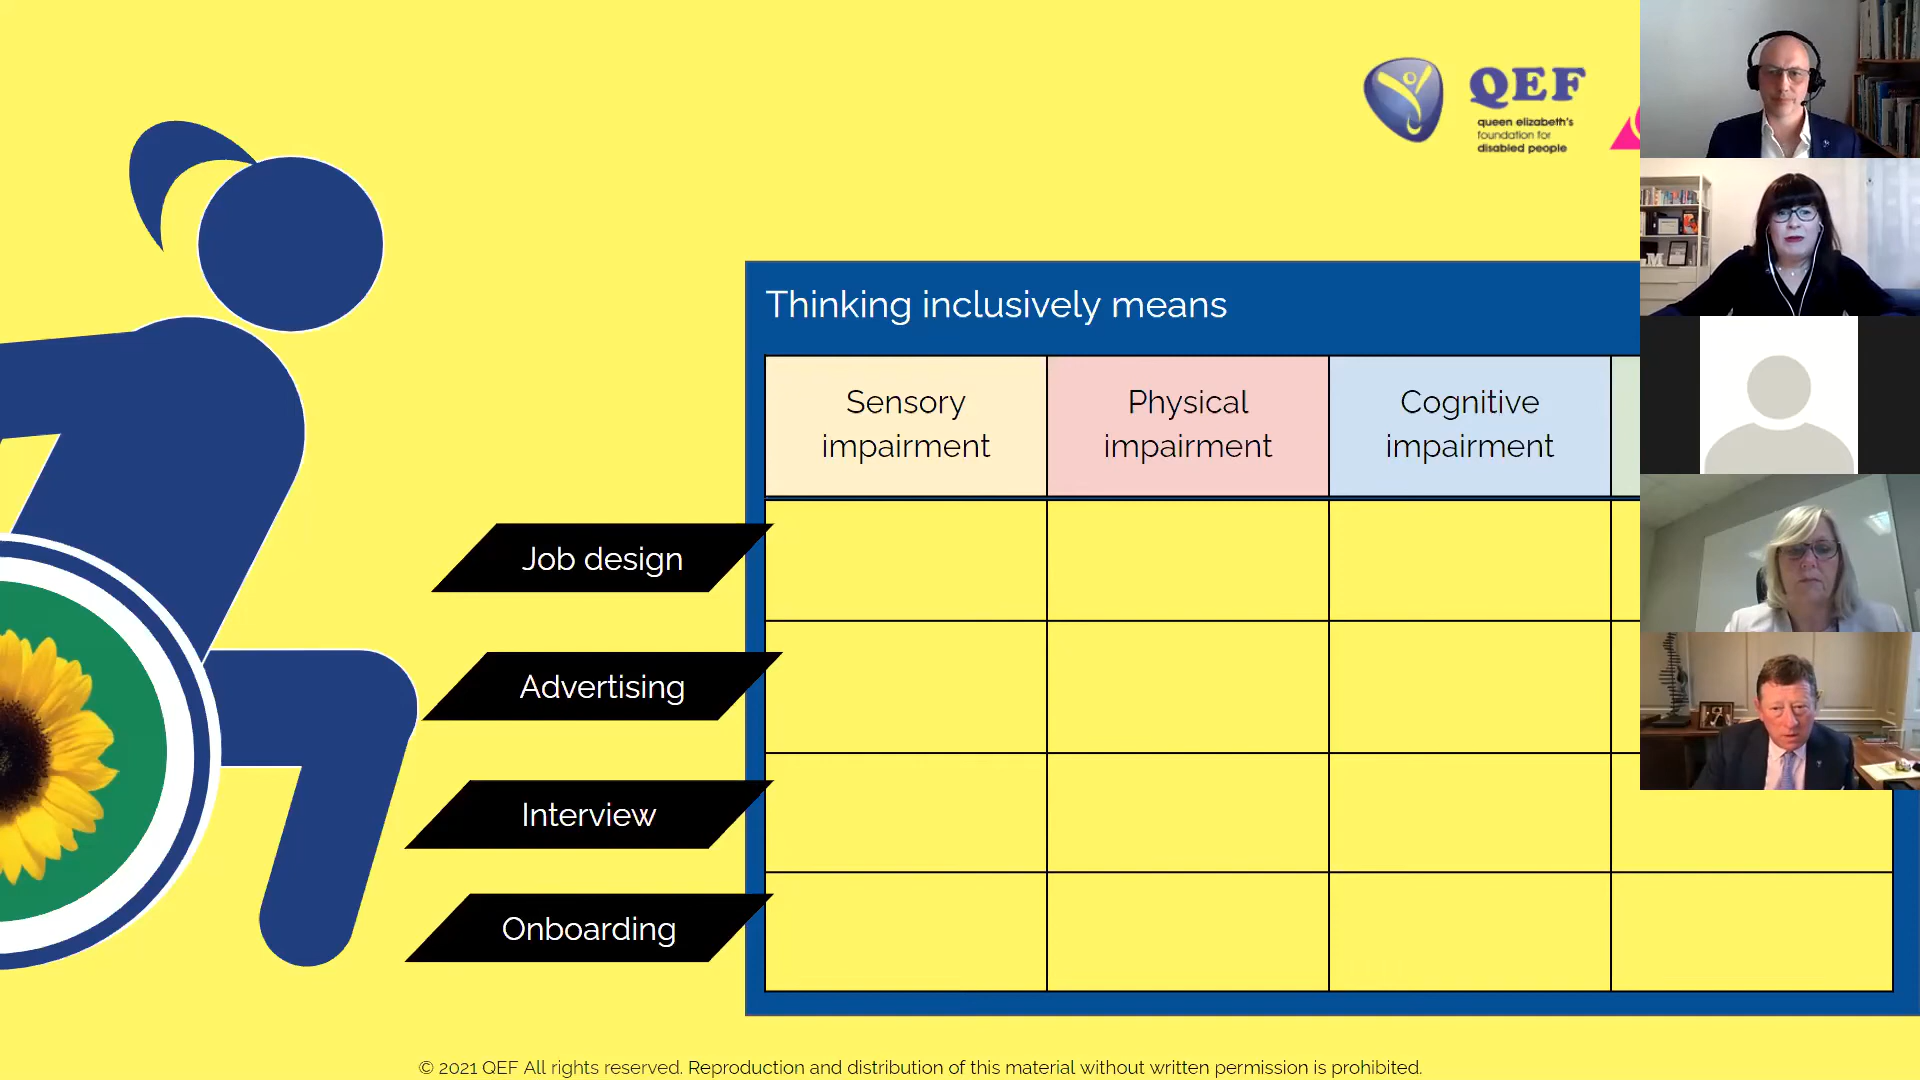 QEF
queen elizabeth's
foundation for
disabled people
Thinking inclusively means
Sensory
impairment
Physical
impairment
Cognitive
impairment
Job design
Advertising
Interview
Onboarding
© 2021 QEF All rights reserved. Reproduction and distribution of this material without written permission is prohibited.
M